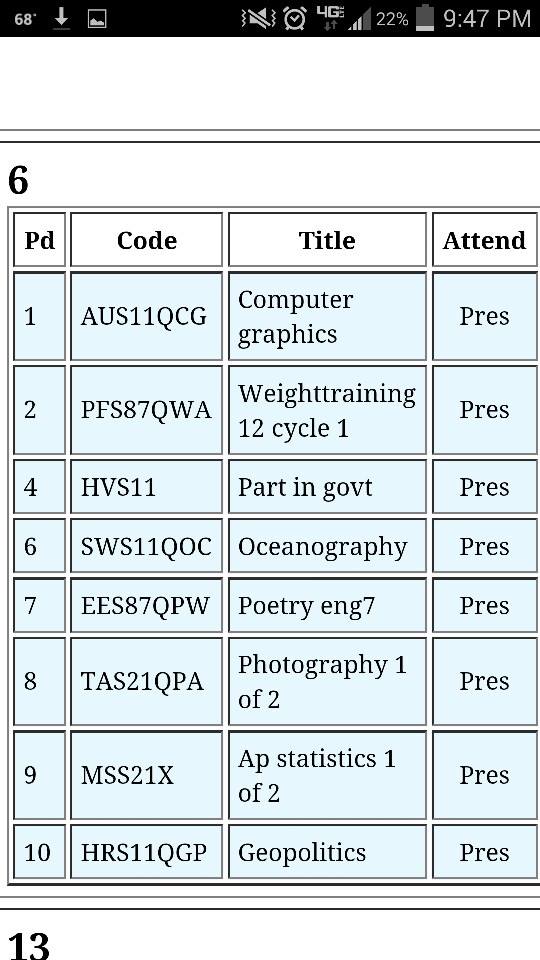 68°
4G LTE 22% 9:47 PM
6
Pd Code Title Attend
1 AUS11QCG Computer graphics Pres
2 PFS87QWA Weighttraining 12 cycle 1 Pres
4 HVS11 Part in govt Pres
6 SWS11QOC Oceanography Pres
7 EES87QPW Poetry eng7 Pres
8 TAS21QPA Photography 1 of 2 Pres
9 MSS21X Ap statistics 1 of 2 Pres
10 HRS11QGP Geopolitics Pres
13